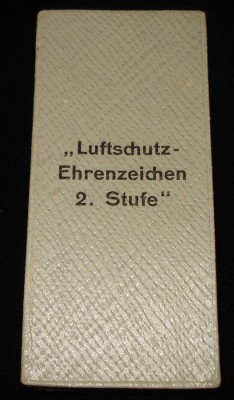 „Luftschutz-
Ehrenzeichen
2. Stufe“